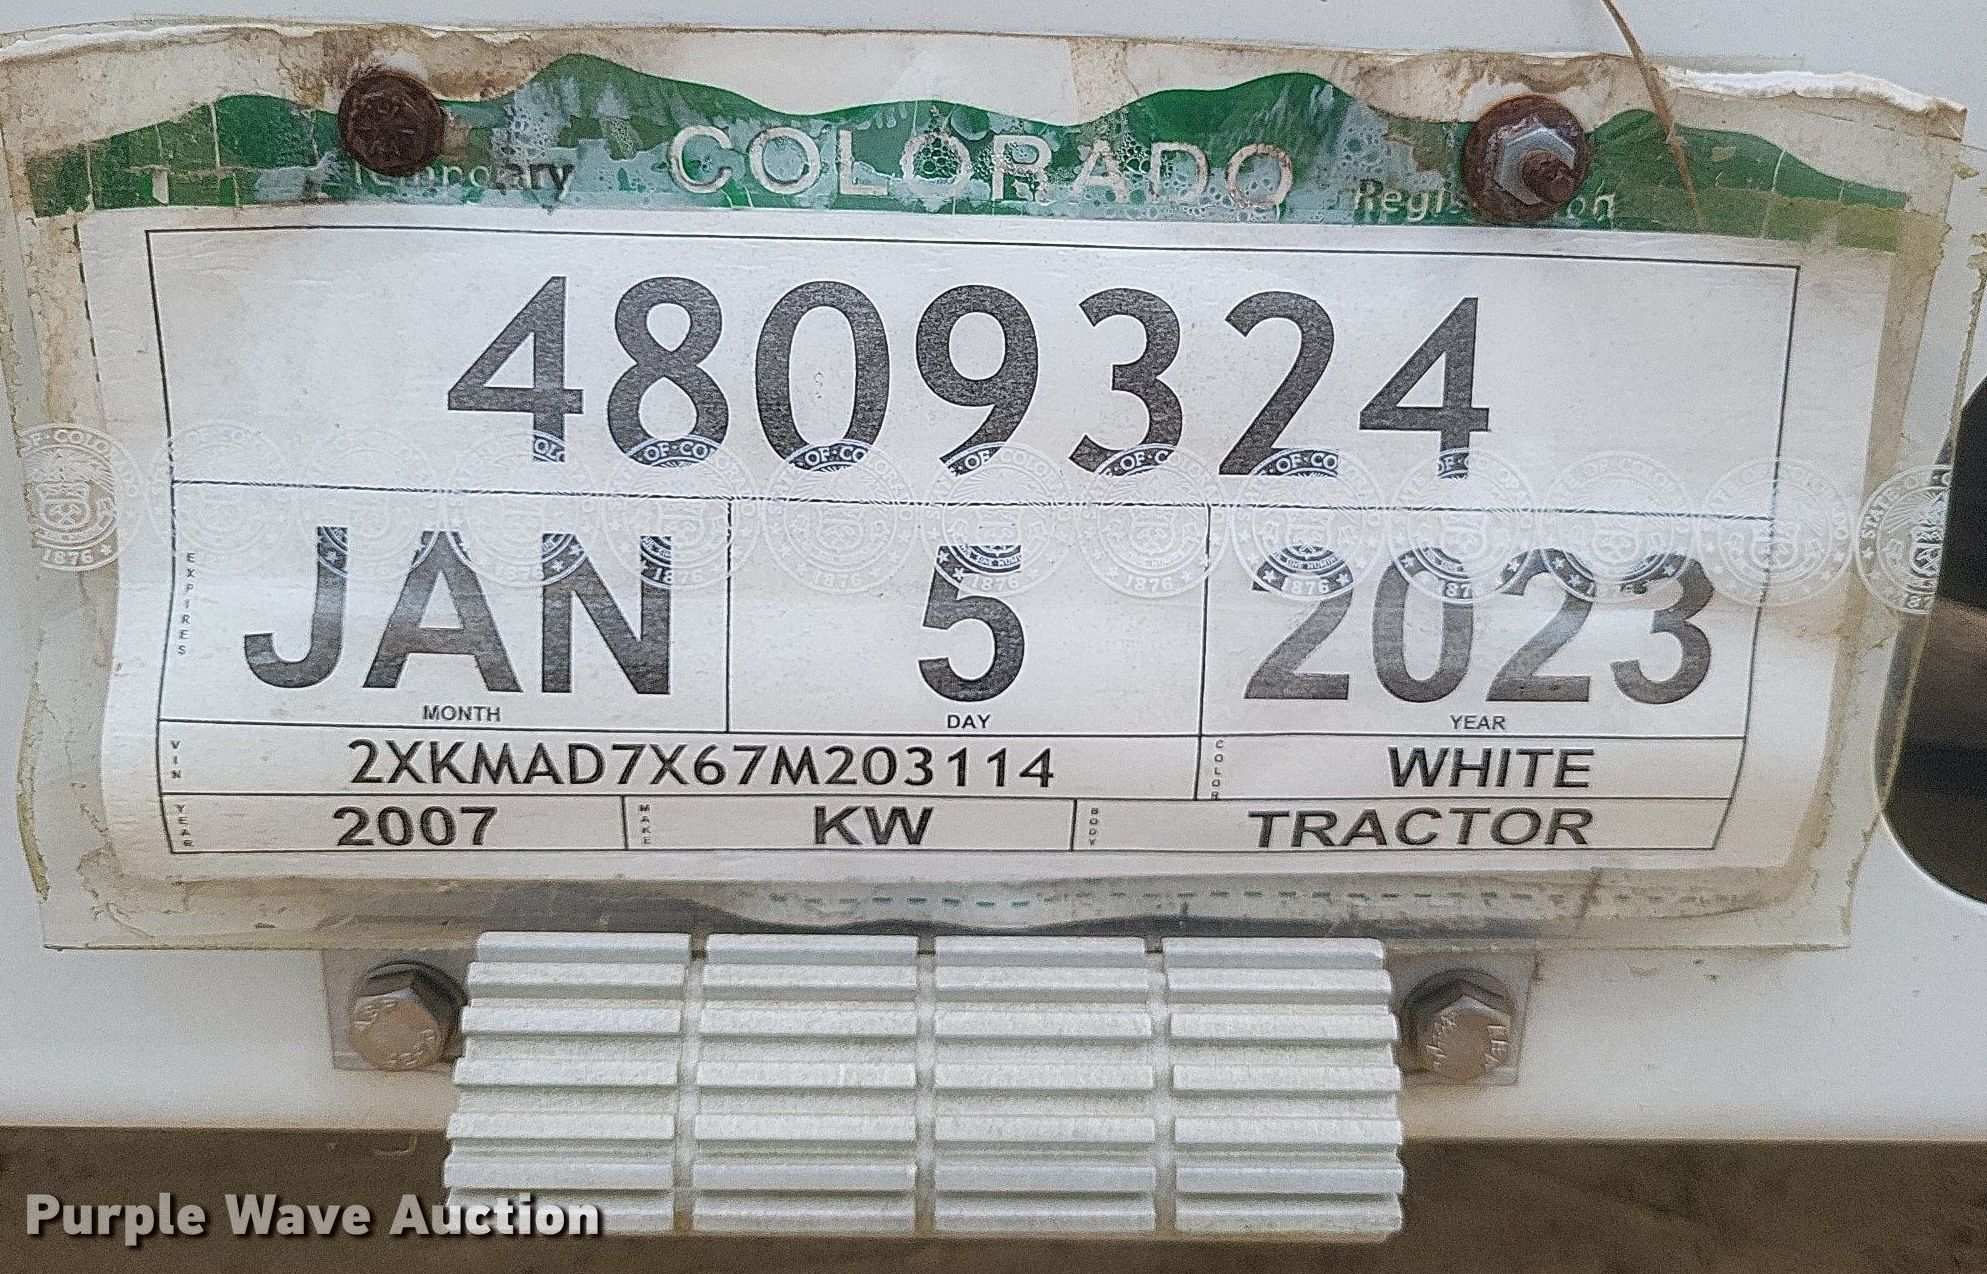 Temporary COLORADO Registration
4809324
EXPIRES JAN 5 2023
MONTH DAY YEAR
VIN 2XKMAD7X67M203114 COLOR WHITE
YEAR 2007 MAKE KW BODY TRACTOR
Purple Wave Auction